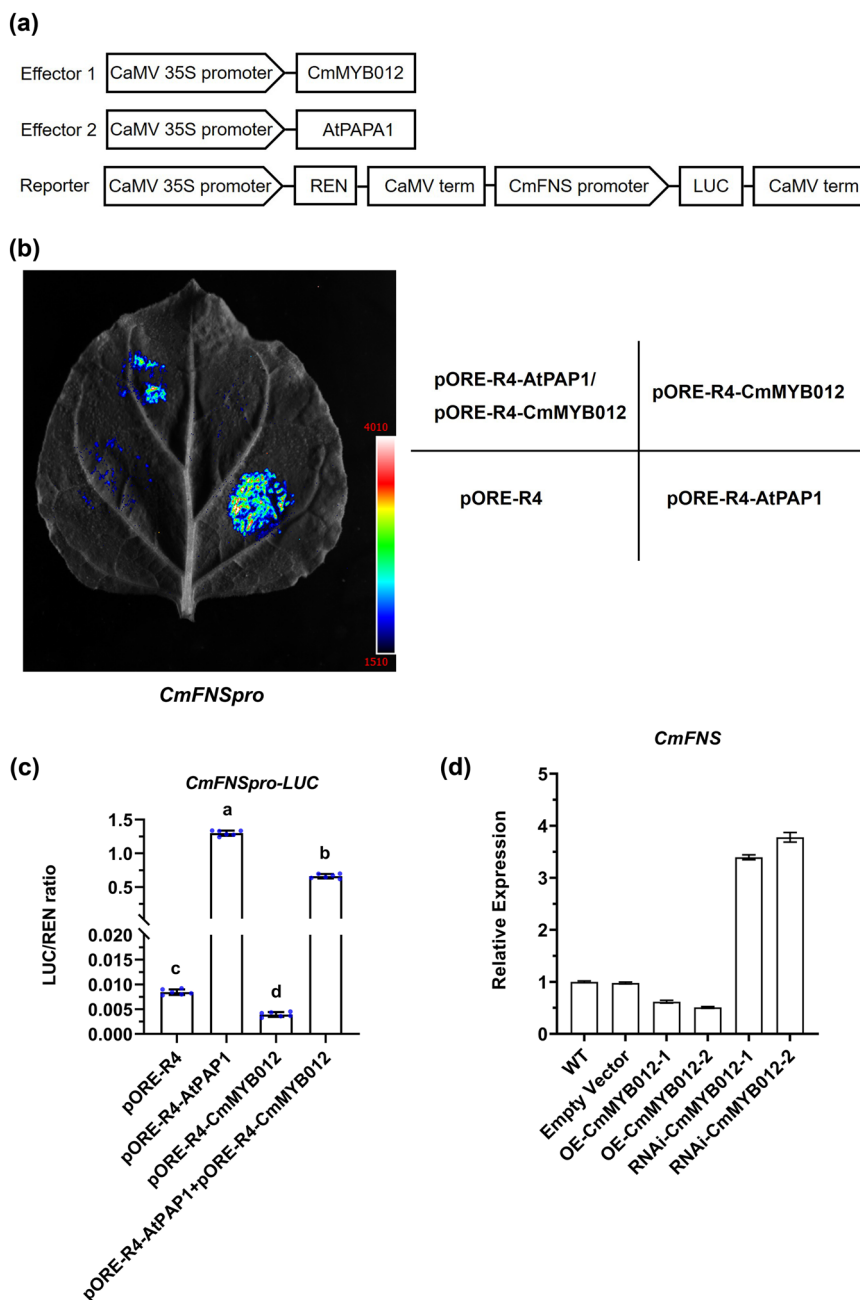 (a)
Effector 1 CaMV 35S promoter CmMYB012
Effector 2 CaMV 35S promoter AtPAPA1
Reporter CaMV 35S promoter REN CaMV term CmFNS promoter LUC CaMV term
(b)
4010
1510
CmFNSpro
pORE-R4-AtPAP1/
pORE-R4-CmMYB012
pORE-R4-CmMYB012
pORE-R4
pORE-R4-AtPAP1
(c)
CmFNSpro-LUC
LUC/REN ratio
1.5
1.0
0.5
0.020
0.015
0.010
0.005
0.000
c
a
d
b
pORE-R4
pORE-R4-AtPAP1
pORE-R4-CmMYB012
pORE-R4-AtPAP1+pORE-R4-CmMYB012
(d)
CmFNS
Relative Expression
5
4
3
2
1
0
WT
Empty Vector
OE-CmMYB012-1
OE-CmMYB012-2
RNAi-CmMYB012-1
RNAi-CmMYB012-2